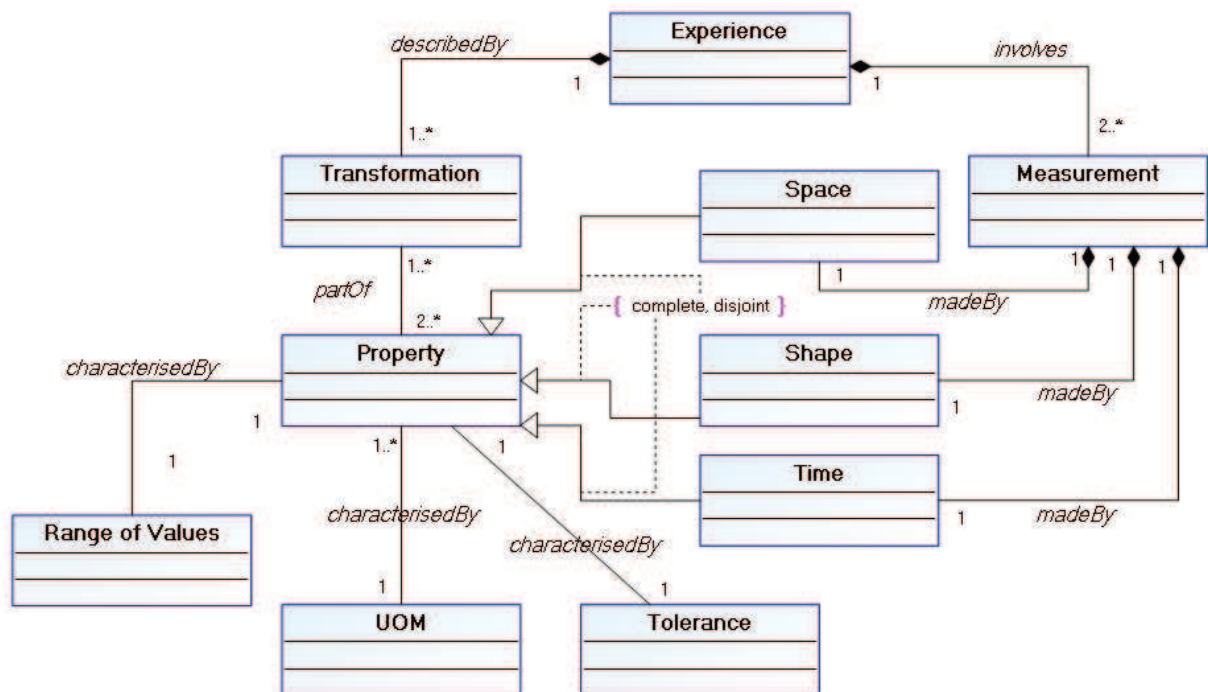 Experience
describedBy
involves
1
1
1..*
2..*
Transformation
Space
Measurement
1..*
1
1
1
1
partOf
madeBy
{ complete, disjoint }
2..*
Property
Shape
characterisedBy
madeBy
1
1
1..*
1
1
Time
characterisedBy
madeBy
1
Range of Values
characterisedBy
1
1
UOM
Tolerance